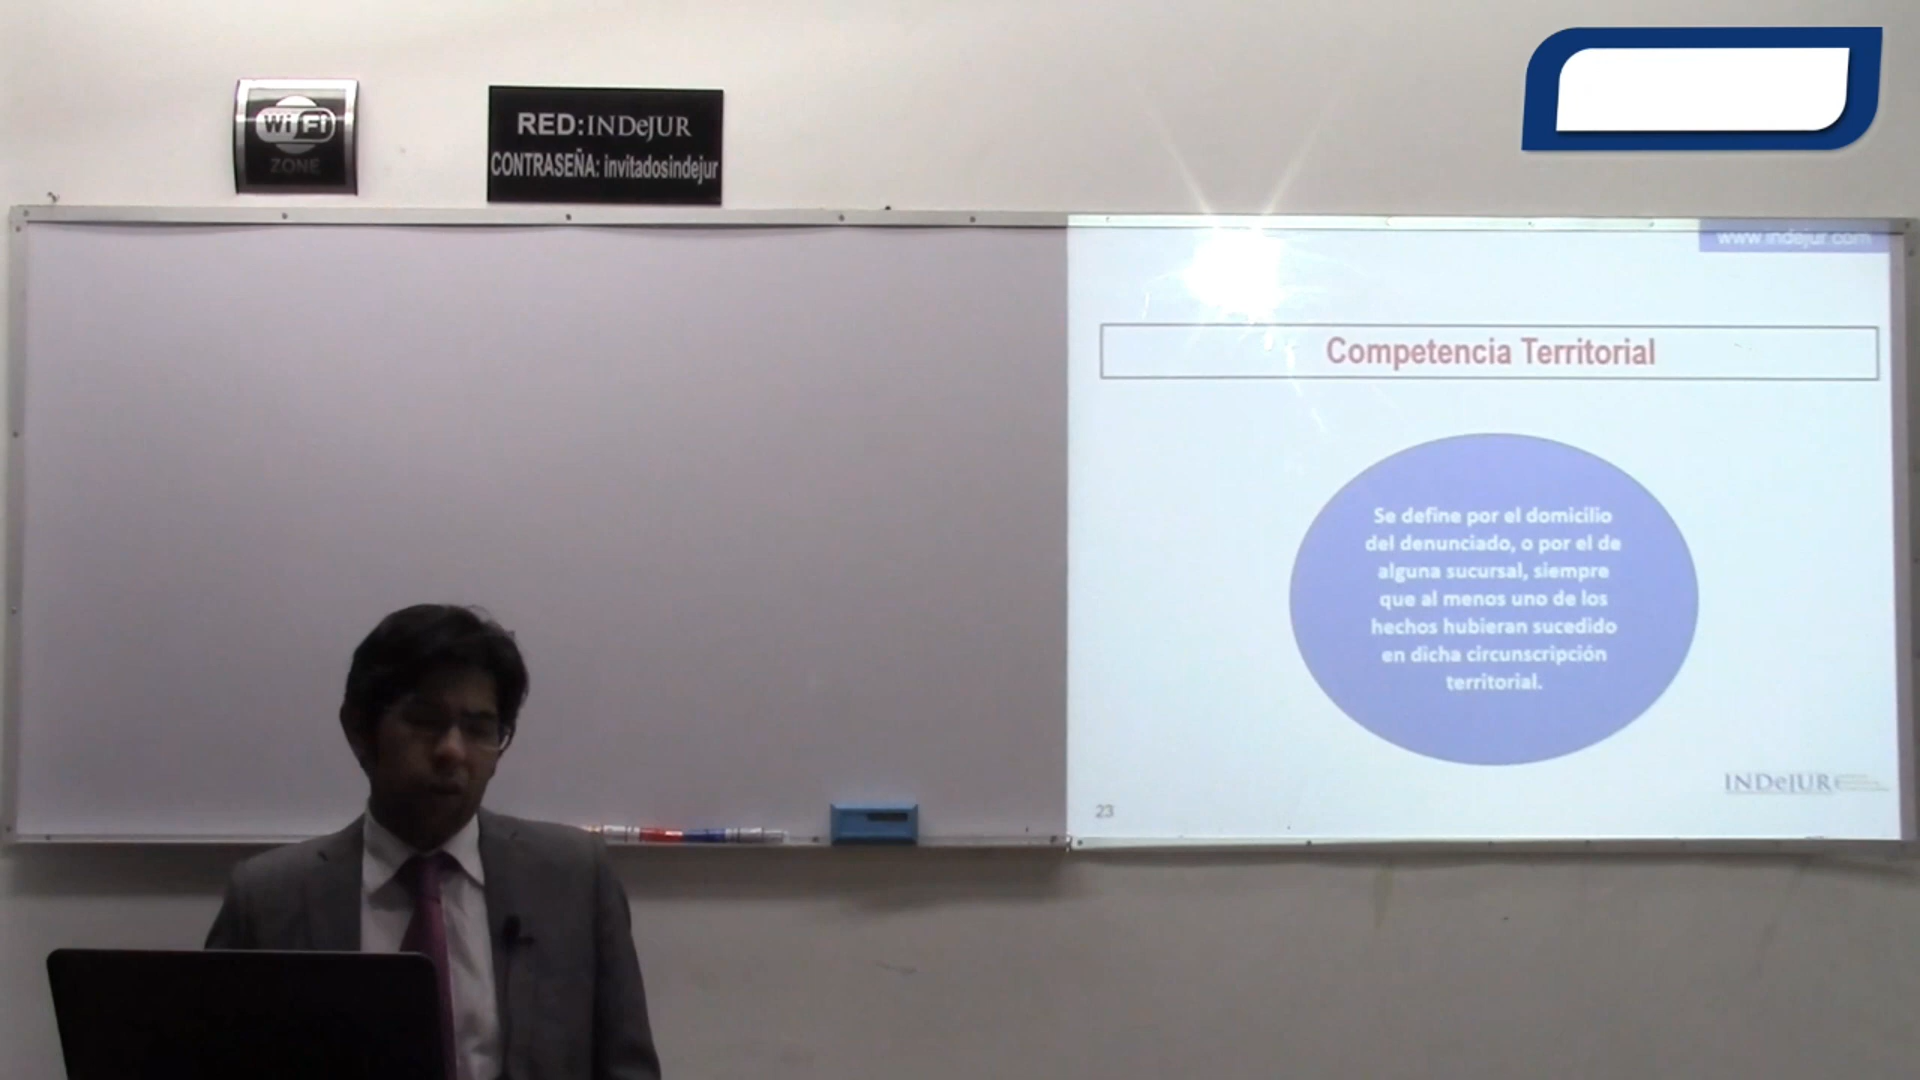 Wi Fi
ZONE
RED:INDeJUR
CONTRASEÑA: invitadosindejur
www.indejur.com
Competencia Territorial
Se define por el domicilio
del denunciado, o por el de
alguna sucursal, siempre
que al menos uno de los
hechos hubieran sucedido
en dicha circunscripción
territorial.
INDeJUR
23